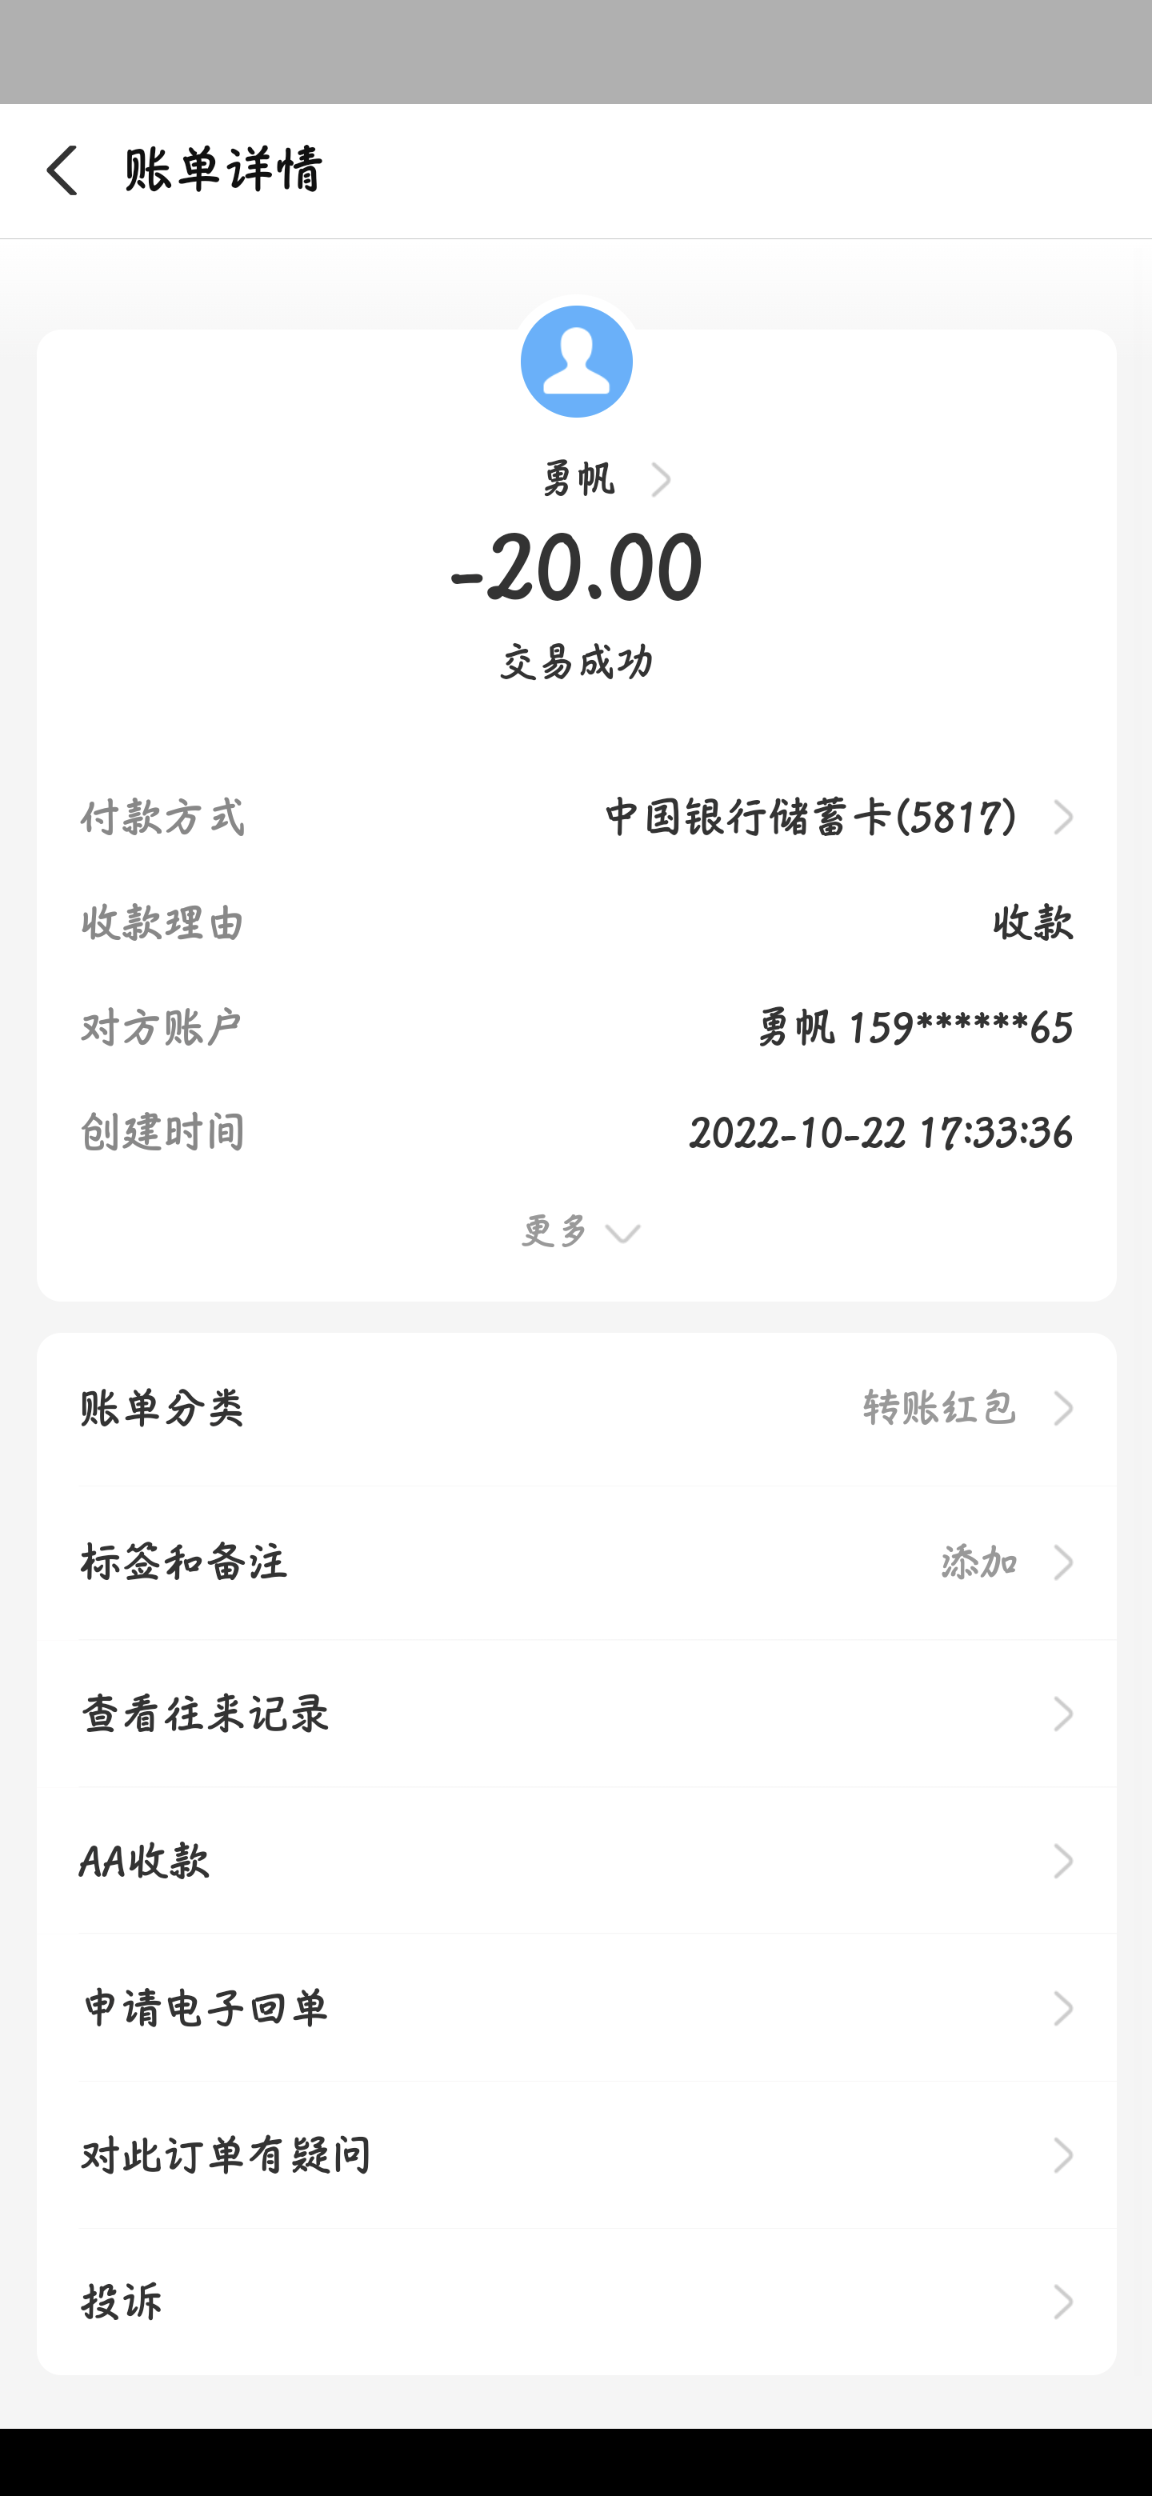 账单详情
勇帆
-20.00
交易成功
付款方式 中国银行储蓄卡(5817)
收款理由 收款
对方账户 勇帆 159******65
创建时间 2022-10-22 17:33:36
更多
账单分类 转账红包
标签和备注 添加
查看往来记录
AA收款
申请电子回单
对此订单有疑问
投诉